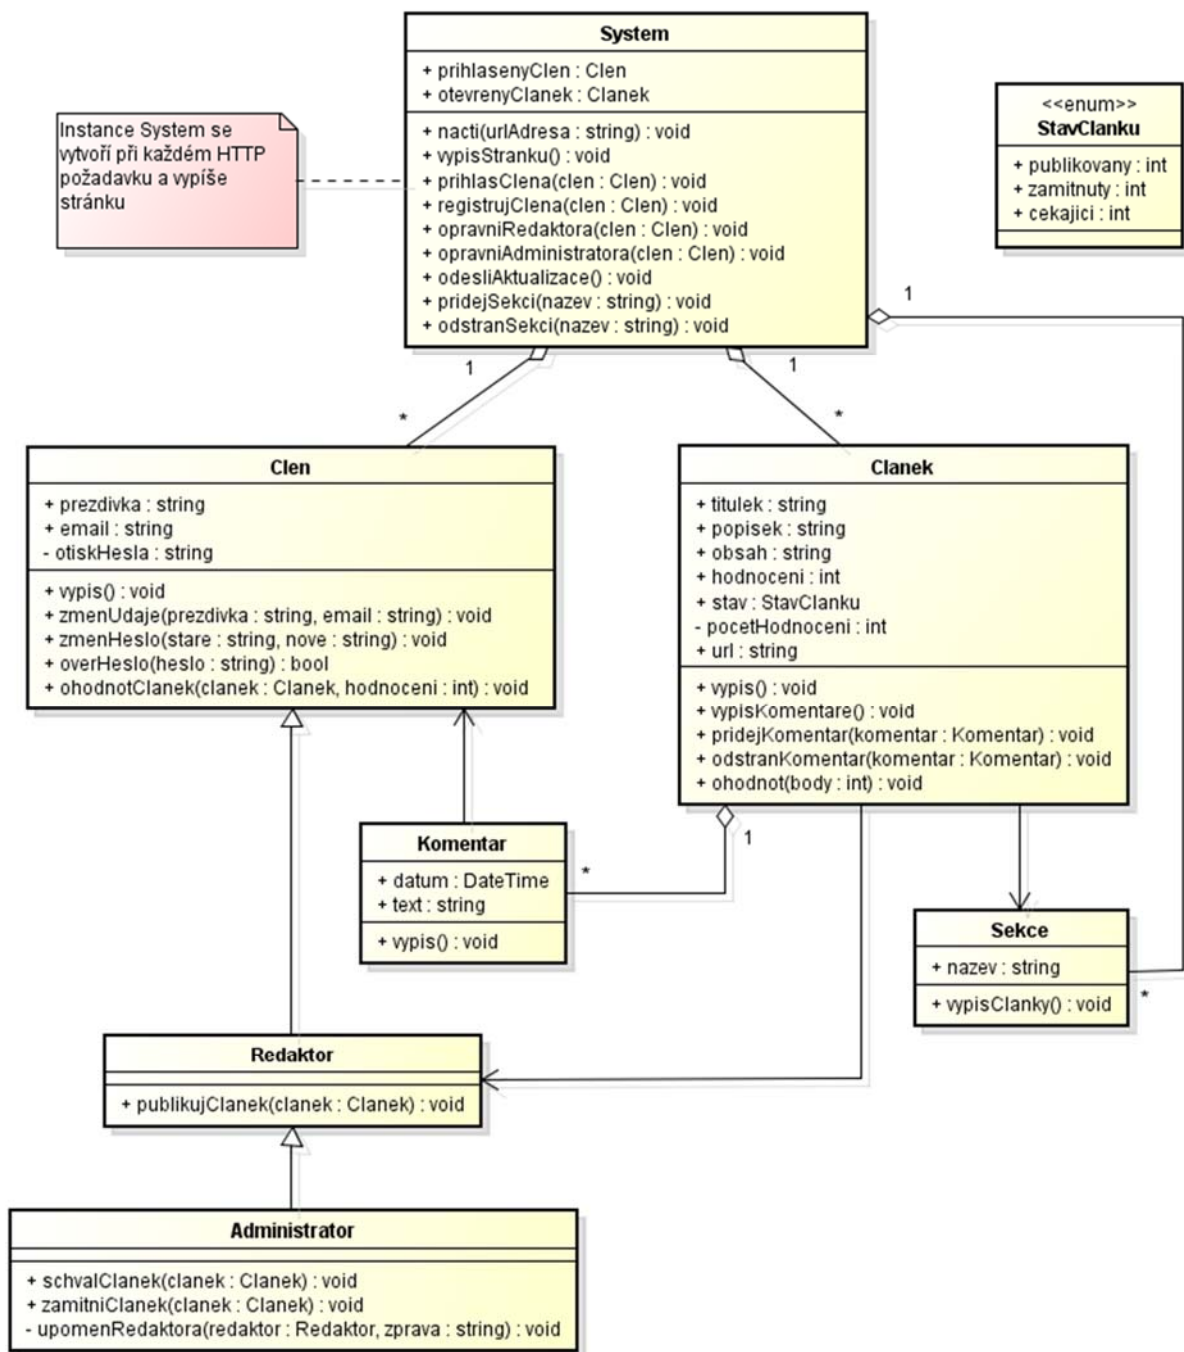 System
+ prihlasenyClen : Clen
+ otevrenyClanek : Clanek
+ nacti(urlAdresa : string) : void
+ vypisStranku() : void
+ prihlasClena(clen : Clen) : void
+ registrujClena(clen : Clen) : void
+ opravniRedaktora(clen : Clen) : void
+ opravniAdministratora(clen : Clen) : void
+ odesliAktualizace() : void
+ pridejSekci(nazev : string) : void
+ odstranSekci(nazev : string) : void
Instance System se
vytvoří při každém HTTP
požadavku a vypíše
stránku
<<enum>>
StavClanku
+ publikovany : int
+ zamitnuty : int
+ cekajici : int
1
1
1
*
*
Clen
+ prezdivka : string
+ email : string
- otiskHesla : string
+ vypis() : void
+ zmenUdaje(prezdivka : string, email : string) : void
+ zmenHeslo(stare : string, nove : string) : void
+ overHeslo(heslo : string) : bool
+ ohodnotClanek(clanek : Clanek, hodnoceni : int) : void
Clanek
+ titulek : string
+ popisek : string
+ obsah : string
+ hodnoceni : int
+ stav : StavClanku
- pocetHodnoceni : int
+ url : string
+ vypis() : void
+ vypisKomentare() : void
+ pridejKomentar(komentar : Komentar) : void
+ odstranKomentar(komentar : Komentar) : void
+ ohodnot(body : int) : void
Komentar
+ datum : DateTime
+ text : string
+ vypis() : void
*
1
Sekce
+ nazev : string
+ vypisClanky() : void
*
Redaktor
+ publikujClanek(clanek : Clanek) : void
Administrator
+ schvalClanek(clanek : Clanek) : void
+ zamitniClanek(clanek : Clanek) : void
- upomenRedaktora(redaktor : Redaktor, zprava : string) : void